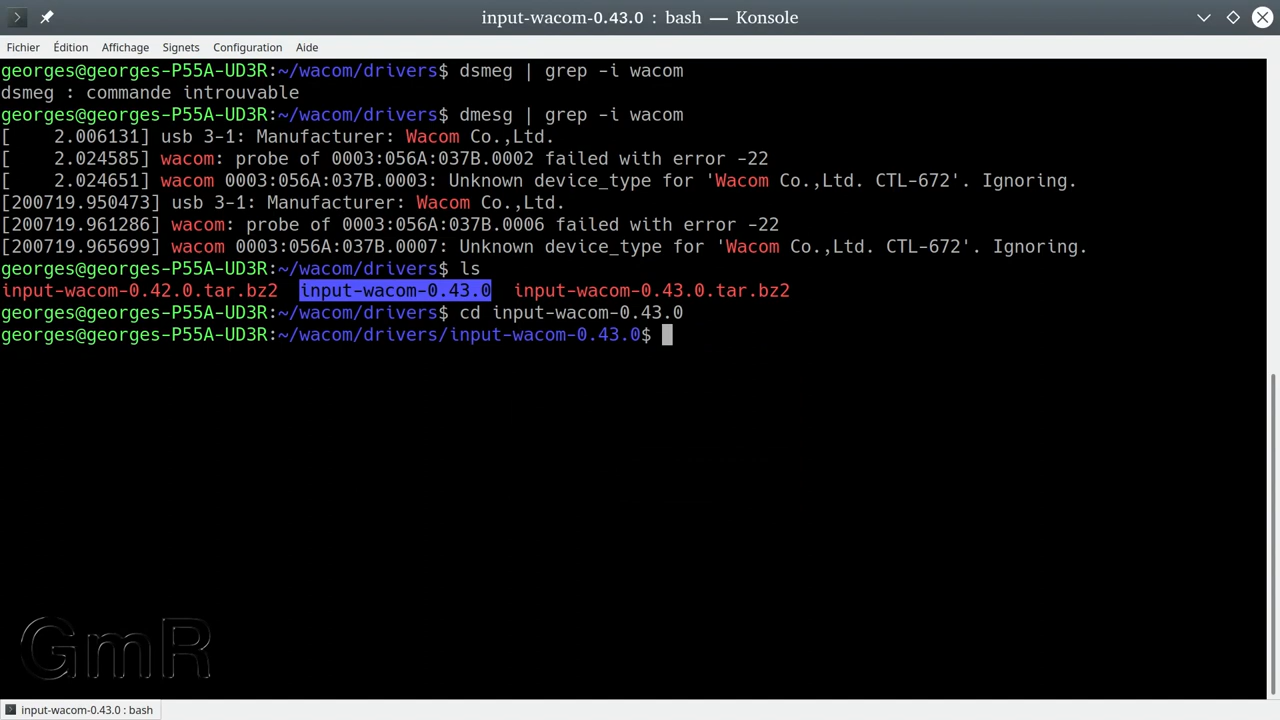 input-wacom-0.43.0 : bash — Konsole
Fichier Édition Affichage Signets Configuration Aide
georges@georges-P55A-UD3R:~/wacom/drivers$ dsmeg | grep -i wacom
dsmeg : commande introuvable
georges@georges-P55A-UD3R:~/wacom/drivers$ dmesg | grep -i wacom
[    2.006131] usb 3-1: Manufacturer: Wacom Co.,Ltd.
[    2.024585] wacom: probe of 0003:056A:037B.0002 failed with error -22
[    2.024651] wacom 0003:056A:037B.0003: Unknown device_type for 'Wacom Co.,Ltd. CTL-672'. Ignoring.
[200719.950473] usb 3-1: Manufacturer: Wacom Co.,Ltd.
[200719.961286] wacom: probe of 0003:056A:037B.0006 failed with error -22
[200719.965699] wacom 0003:056A:037B.0007: Unknown device_type for 'Wacom Co.,Ltd. CTL-672'. Ignoring.
georges@georges-P55A-UD3R:~/wacom/drivers$ ls
input-wacom-0.42.0.tar.bz2  input-wacom-0.43.0  input-wacom-0.43.0.tar.bz2
georges@georges-P55A-UD3R:~/wacom/drivers$ cd input-wacom-0.43.0
georges@georges-P55A-UD3R:~/wacom/drivers/input-wacom-0.43.0$
GmR
input-wacom-0.43.0 : bash